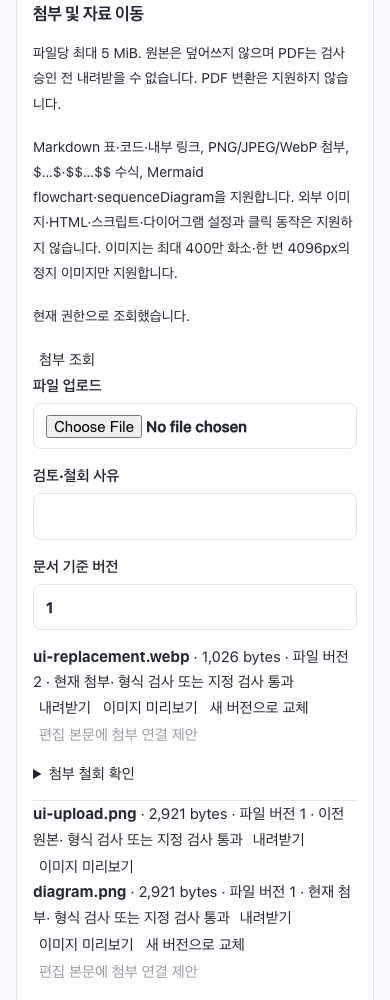 첨부 및 자료 이동
파일당 최대 5 MiB. 원본은 덮어쓰지 않으며 PDF는 검사
승인 전 내려받을 수 없습니다. PDF 변환은 지원하지 않습
니다.
Markdown 표·코드·내부 링크, PNG/JPEG/WebP 첨부,
$...$·$$...$$ 수식, Mermaid
flowchart·sequenceDiagram을 지원합니다. 외부 이미
지·HTML·스크립트·다이어그램 설정과 클릭 동작은 지원하
지 않습니다. 이미지는 최대 400만 화소·한 변 4096px의
정지 이미지만 지원합니다.
현재 권한으로 조회했습니다.
첨부 조회
파일 업로드
Choose File No file chosen
검토·철회 사유
문서 기준 버전
1
ui-replacement.webp · 1,026 bytes · 파일 버전
2 · 현재 첨부· 형식 검사 또는 지정 검사 통과
내려받기 이미지 미리보기 새 버전으로 교체
편집 본문에 첨부 연결 제안
▶ 첨부 철회 확인
ui-upload.png · 2,921 bytes · 파일 버전 1 · 이전
원본· 형식 검사 또는 지정 검사 통과 내려받기
이미지 미리보기
diagram.png · 2,921 bytes · 파일 버전 1 · 현재 첨
부· 형식 검사 또는 지정 검사 통과 내려받기
이미지 미리보기 새 버전으로 교체
편집 본문에 첨부 연결 제안